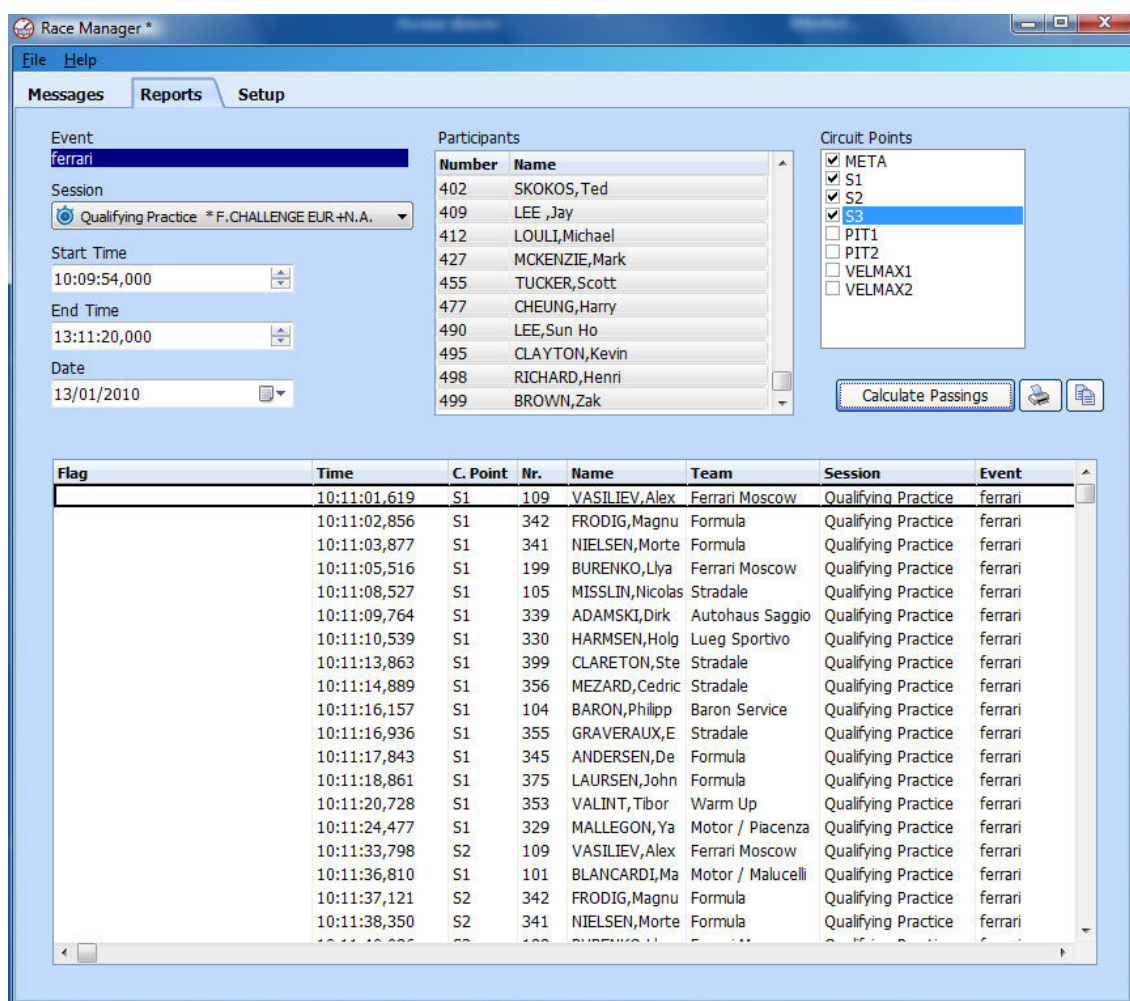 Race Manager *
File Help
Messages Reports Setup
Event
ferrari
Session
Qualifying Practice * F.CHALLENGE EUR+N.A.
Start Time
10:09:54,000
End Time
13:11:20,000
Date
13/01/2010
Participants
Number Name
402 SKOKOS,Ted
409 LEE ,Jay
412 LOULI,Michael
427 MCKENZIE,Mark
455 TUCKER,Scott
477 CHEUNG,Harry
490 LEE,Sun Ho
495 CLAYTON,Kevin
498 RICHARD,Henri
499 BROWN,Zak
Circuit Points
META
S1
S2
S3
PIT1
PIT2
VELMAX1
VELMAX2
Calculate Passings
Flag Time C. Point Nr. Name Team Session Event
10:11:01,619 S1 109 VASILIEV,Alex Ferrari Moscow Qualifying Practice ferrari
10:11:02,856 S1 342 FRODIG,Magnu Formula Qualifying Practice ferrari
10:11:03,877 S1 341 NIELSEN,Morte Formula Qualifying Practice ferrari
10:11:05,516 S1 199 BURENKO,Llya Ferrari Moscow Qualifying Practice ferrari
10:11:08,527 S1 105 MISSLIN,Nicolas Stradale Qualifying Practice ferrari
10:11:09,764 S1 339 ADAMSKI,Dirk Autohaus Saggio Qualifying Practice ferrari
10:11:10,539 S1 330 HARMSEN,Holg Lueg Sportivo Qualifying Practice ferrari
10:11:13,863 S1 399 CLARETON,Ste Stradale Qualifying Practice ferrari
10:11:14,889 S1 356 MEZARD,Cedric Stradale Qualifying Practice ferrari
10:11:16,157 S1 104 BARON,Philipp Baron Service Qualifying Practice ferrari
10:11:16,936 S1 355 GRAVERAUX,E Stradale Qualifying Practice ferrari
10:11:17,843 S1 345 ANDERSEN,De Formula Qualifying Practice ferrari
10:11:18,861 S1 375 LAURSEN,John Formula Qualifying Practice ferrari
10:11:20,728 S1 353 VALINT,Tibor Warm Up Qualifying Practice ferrari
10:11:24,477 S1 329 MALLEGON,Ya Motor / Piacenza Qualifying Practice ferrari
10:11:33,798 S2 109 VASILIEV,Alex Ferrari Moscow Qualifying Practice ferrari
10:11:36,810 S1 101 BLANCARDI,Ma Motor / Malucelli Qualifying Practice ferrari
10:11:37,121 S2 342 FRODIG,Magnu Formula Qualifying Practice ferrari
10:11:38,350 S2 341 NIELSEN,Morte Formula Qualifying Practice ferrari